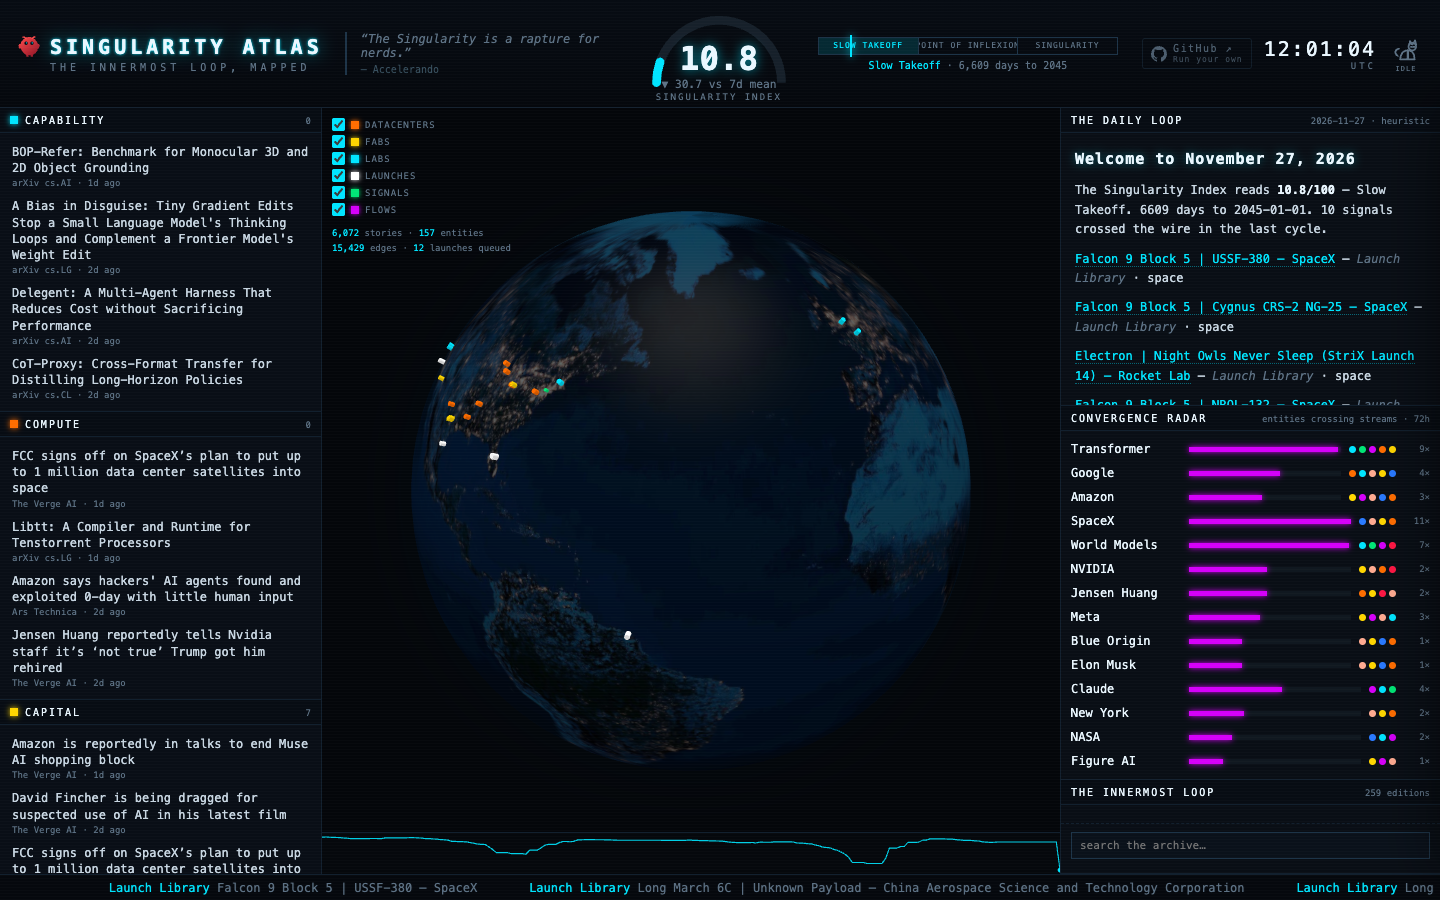 SINGULARITY ATLAS
THE INNERMOST LOOP, MAPPED
“The Singularity is a rapture for
nerds.”
— Accelerando
10.8
▼ 30.7 vs 7d mean
SINGULARITY INDEX
SLOW TAKEOFF
POINT OF INFLEXION
SINGULARITY
Slow Takeoff · 6,609 days to 2045
GitHub ↗
Run your own
12:01:04
UTC
IDLE
CAPABILITY 0
BOP-Refer: Benchmark for Monocular 3D and
2D Object Grounding
arXiv cs.AI · 1d ago
A Bias in Disguise: Tiny Gradient Edits
Stop a Small Language Model's Thinking
Loops and Complement a Frontier Model's
Weight Edit
arXiv cs.LG · 2d ago
Delegent: A Multi-Agent Harness That
Reduces Cost without Sacrificing
Performance
arXiv cs.AI · 2d ago
CoT-Proxy: Cross-Format Transfer for
Distilling Long-Horizon Policies
arXiv cs.CL · 2d ago
COMPUTE 0
FCC signs off on SpaceX’s plan to put up
to 1 million data center satellites into
space
The Verge AI · 1d ago
Libtt: A Compiler and Runtime for
Tenstorrent Processors
arXiv cs.LG · 1d ago
Amazon says hackers' AI agents found and
exploited 0-day with little human input
Ars Technica · 2d ago
Jensen Huang reportedly tells Nvidia
staff it’s ‘not true’ Trump got him
rehired
The Verge AI · 2d ago
CAPITAL 7
Amazon is reportedly in talks to end Muse
AI shopping block
The Verge AI · 1d ago
David Fincher is being dragged for
suspected use of AI in his latest film
The Verge AI · 2d ago
FCC signs off on SpaceX’s plan to put up
to 1 million data center satellites into
DATACENTERS
FABS
LABS
LAUNCHES
SIGNALS
FLOWS
6,072 stories · 157 entities
15,429 edges · 12 launches queued
THE DAILY LOOP 2026-11-27 · heuristic
Welcome to November 27, 2026
The Singularity Index reads 10.8/100 — Slow
Takeoff. 6609 days to 2045-01-01. 10 signals
crossed the wire in the last cycle.
Falcon 9 Block 5 | USSF-380 — SpaceX — Launch
Library · space
Falcon 9 Block 5 | Cygnus CRS-2 NG-25 — SpaceX —
Launch Library · space
Electron | Night Owls Never Sleep (StriX Launch
14) — Rocket Lab — Launch Library · space
Falcon 9 Block 5 | NROL-132 — SpaceX — Launch
CONVERGENCE RADAR entities crossing streams · 72h
Transformer 9×
Google 4×
Amazon 3×
SpaceX 11×
World Models 7×
NVIDIA 2×
Jensen Huang 2×
Meta 3×
Blue Origin 1×
Elon Musk 1×
Claude 4×
New York 2×
NASA 2×
Figure AI 1×
THE INNERMOST LOOP 259 editions
search the archive…
Launch Library Falcon 9 Block 5 | USSF-380 — SpaceX Launch Library Long March 6C | Unknown Payload — China Aerospace Science and Technology Corporation Launch Library Long